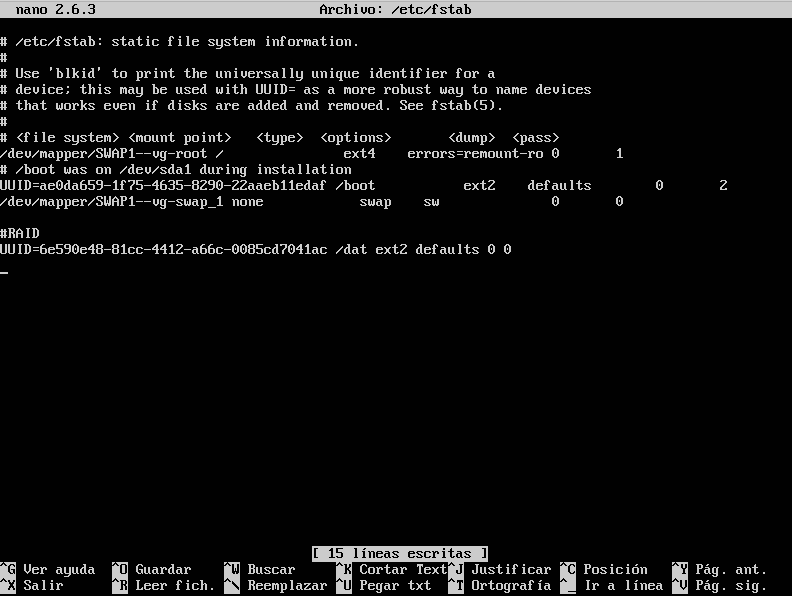 nano 2.6.3 Archivo: /etc/fstab
# /etc/fstab: static file system information.
#
# Use 'blkid' to print the universally unique identifier for a
# device; this may be used with UUID= as a more robust way to name devices
# that works even if disks are added and removed. See fstab(5).
#
# <file system> <mount point>   <type>  <options>       <dump>  <pass>
/dev/mapper/SWAP1--vg-root /               ext4    errors=remount-ro 0       1
# /boot was on /dev/sda1 during installation
UUID=ae0da659-1f75-4635-8290-22aaeb11edaf /boot           ext2    defaults        0       2
/dev/mapper/SWAP1--vg-swap_1 none            swap    sw              0       0
#RAID
UUID=6e590e48-81cc-4412-a66c-0085cd7041ac /dat ext2 defaults 0 0
[ 15 líneas escritas ]
^G Ver ayuda  ^O Guardar    ^W Buscar     ^K Cortar Text^J Justificar ^C Posición   ^Y Pág. ant.
^X Salir      ^R Leer fich. ^\ Reemplazar ^U Pegar txt  ^T Ortografía ^_ Ir a línea ^V Pág. sig.